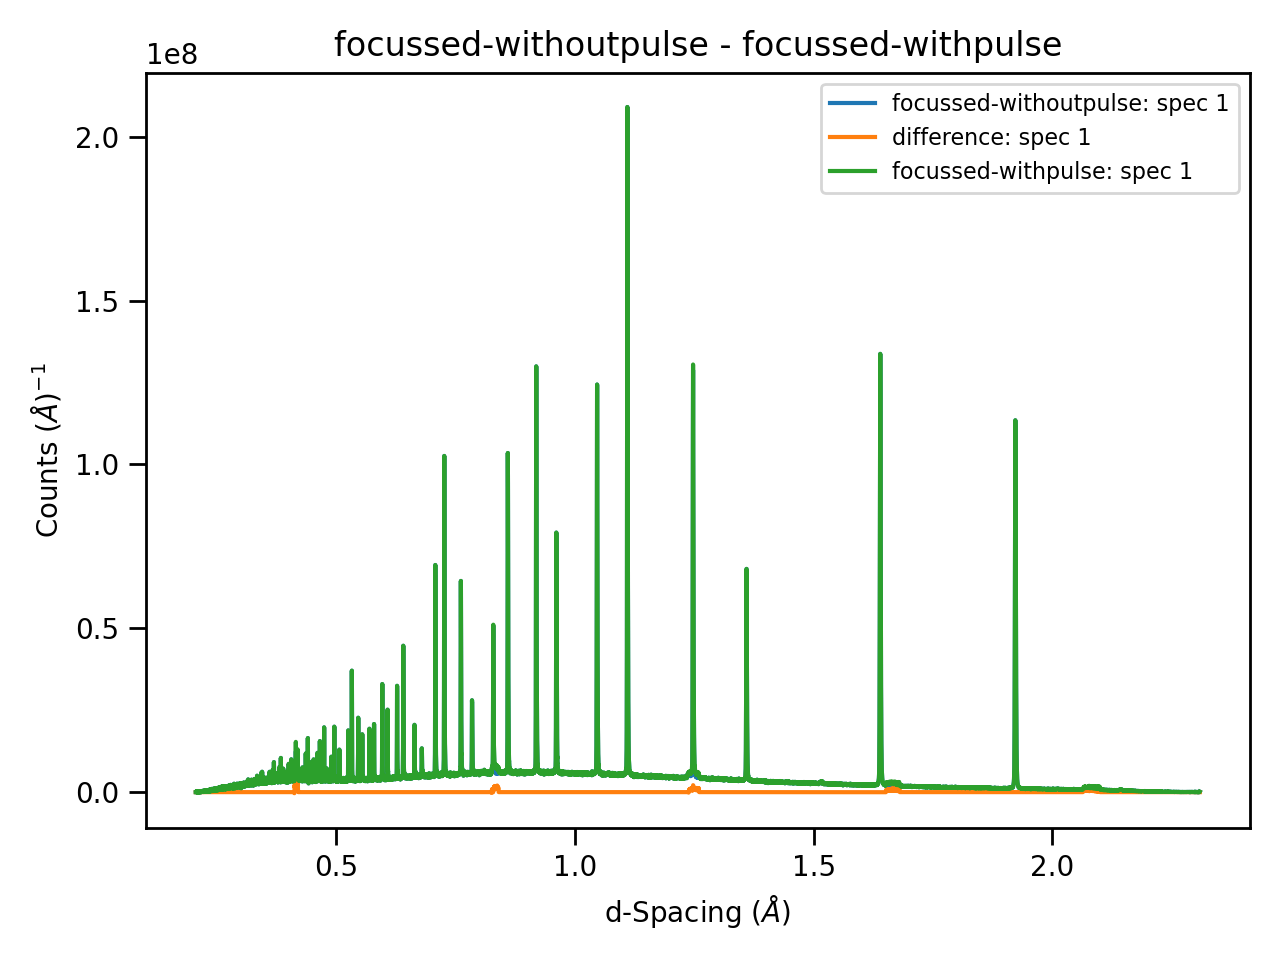 focussed-withoutpulse - focussed-withpulse
1e8
focussed-withoutpulse: spec 1
difference: spec 1
focussed-withpulse: spec 1
2.0
1.5
1.0
0.5
0.0
Counts (Å)⁻¹
0.5 1.0 1.5 2.0
d-Spacing (Å)